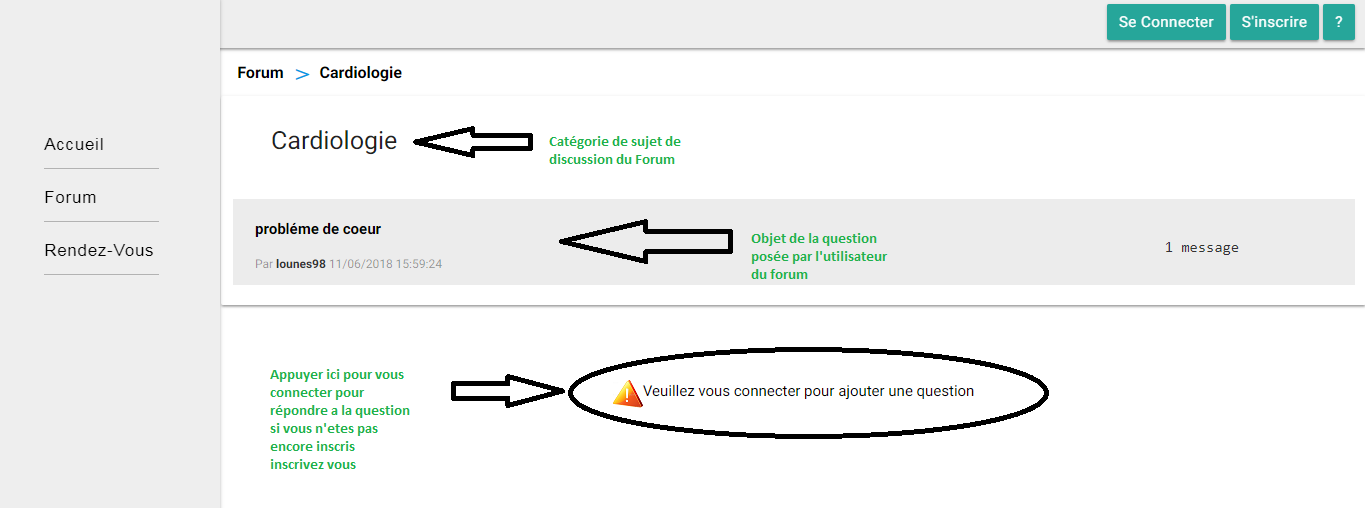 Se Connecter
S'inscrire
?
Forum > Cardiologie
Accueil
Forum
Rendez-Vous
Cardiologie
Catégorie de sujet de
discussion du Forum
probléme de coeur
Par lounes98 11/06/2018 15:59:24
Objet de la question
posée par l'utilisateur
du forum
1 message
Appuyer ici pour vous
connecter pour
répondre a la question
si vous n'etes pas
encore inscris
inscrivez vous
Veuillez vous connecter pour ajouter une question